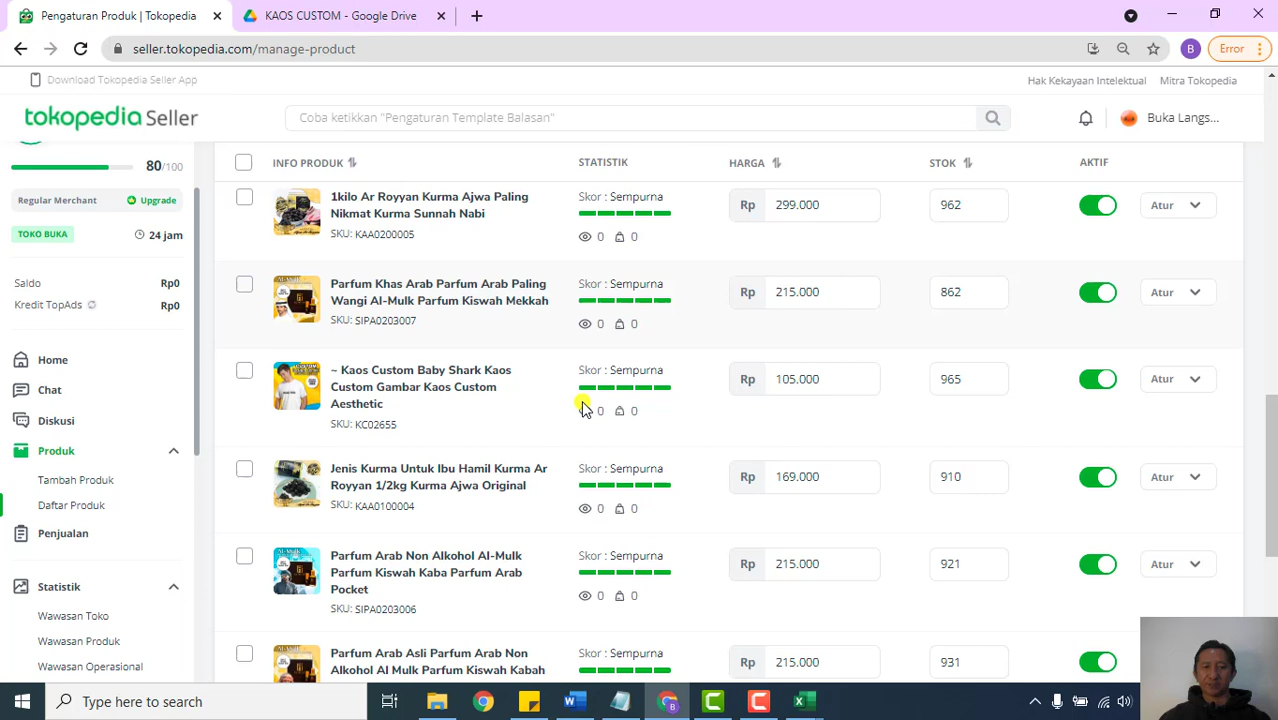 Pengaturan Produk | Tokopedia
KAOS CUSTOM - Google Drive
seller.tokopedia.com/manage-product
B
Error
Download Tokopedia Seller App
Hak Kekayaan Intelektual
Mitra Tokopedia
tokopedia Seller
Coba ketikkan "Pengaturan Template Balasan"
Buka Langs...
80/100
Regular Merchant
Upgrade
TOKO BUKA
24 jam
Saldo
Rp0
Kredit TopAds
Rp0
Home
Chat
Diskusi
Produk
Tambah Produk
Daftar Produk
Penjualan
Statistik
Wawasan Toko
Wawasan Produk
Wawasan Operasional
INFO PRODUK
STATISTIK
HARGA
STOK
AKTIF
1kilo Ar Royyan Kurma Ajwa Paling
Nikmat Kurma Sunnah Nabi
SKU: KAA0200005
Skor : Sempurna
0 0
Rp 299.000
962
Atur
Parfum Khas Arab Parfum Arab Paling
Wangi Al-Mulk Parfum Kiswah Mekkah
SKU: SIPA0203007
Skor : Sempurna
0 0
Rp 215.000
862
Atur
~ Kaos Custom Baby Shark Kaos
Custom Gambar Kaos Custom
Aesthetic
SKU: KC02655
Skor : Sempurna
0 0
Rp 105.000
965
Atur
Jenis Kurma Untuk Ibu Hamil Kurma Ar
Royyan 1/2kg Kurma Ajwa Original
SKU: KAA0100004
Skor : Sempurna
0 0
Rp 169.000
910
Atur
Parfum Arab Non Alkohol Al-Mulk
Parfum Kiswah Kaba Parfum Arab
Pocket
SKU: SIPA0203006
Skor : Sempurna
0 0
Rp 215.000
921
Atur
Parfum Arab Asli Parfum Arab Non
Alkohol Al Mulk Parfum Kiswah Kabah
Skor : Sempurna
Rp 215.000
931
Type here to search